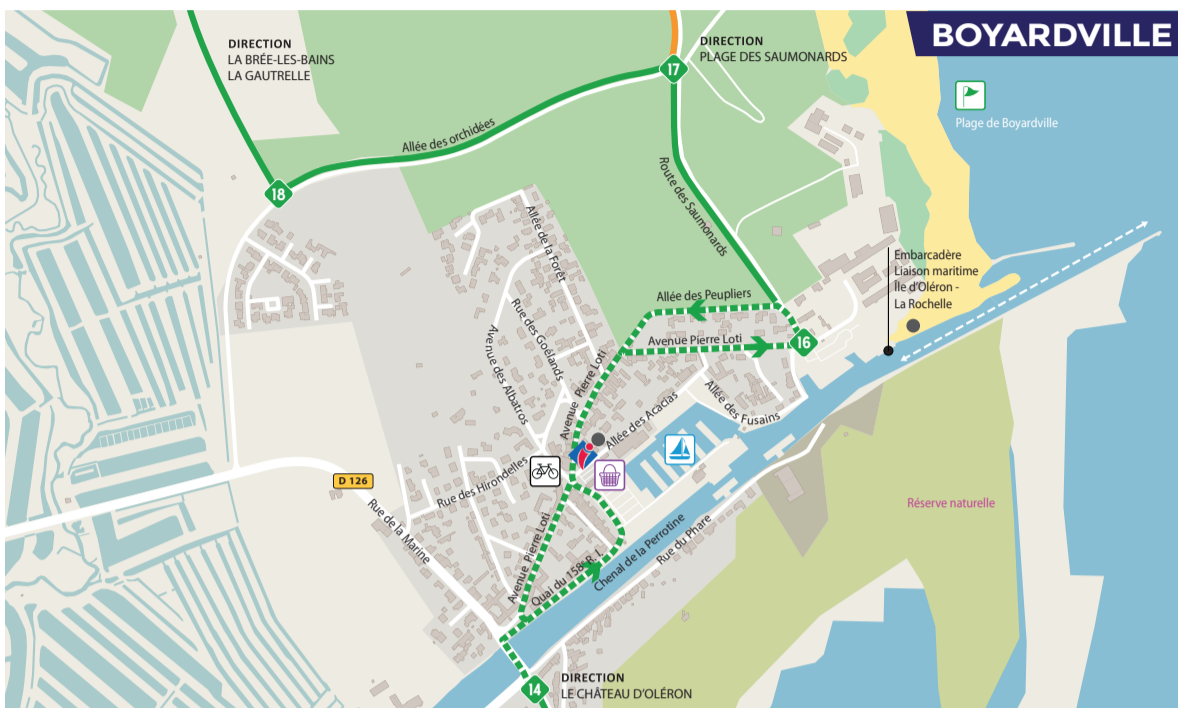 BOYARDVILLE
DIRECTION
LA BRÉE-LES-BAINS
LA GAUTRELLE
DIRECTION
PLAGE DES SAUMONARDS
17
Plage de Boyardville
Allée des orchidées
18
Route des Saumonards
Allée de la Forêt
Embarcadère
Liaison maritime
Île d'Oléron -
La Rochelle
Allée des Peupliers
Rue des Goélands
Avenue des Albatros
Avenue Pierre Loti
16
Avenue Pierre Loti
Allée des Fusains
Allée des Acacias
Rue des Hirondelles
D 126
Rue de la Marine
Réserve naturelle
Avenue Pierre Loti
Quai du 158e R. I.
Chenal de la Perrotine
Rue du Phare
14
DIRECTION
LE CHÂTEAU D'OLÉRON